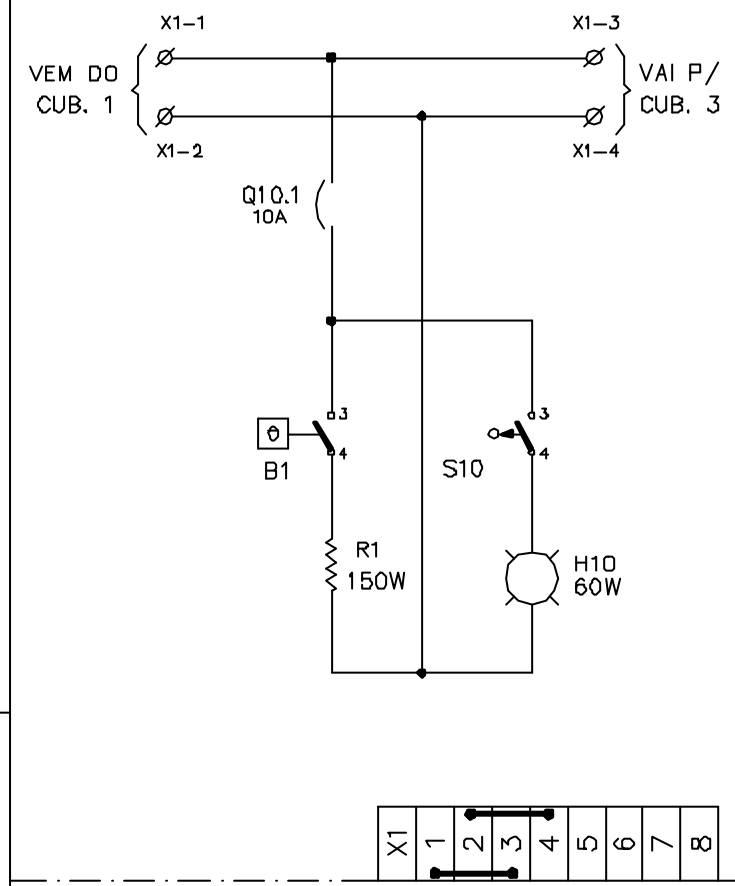 X1-1
X1-3
VEM DO
CUB. 1
VAI P/
CUB. 3
X1-2
X1-4
Q10.1
10A
3
3
θ
4
4
B1
S10
R1
150W
H10
60W
X1 1 2 3 4 5 6 7 8